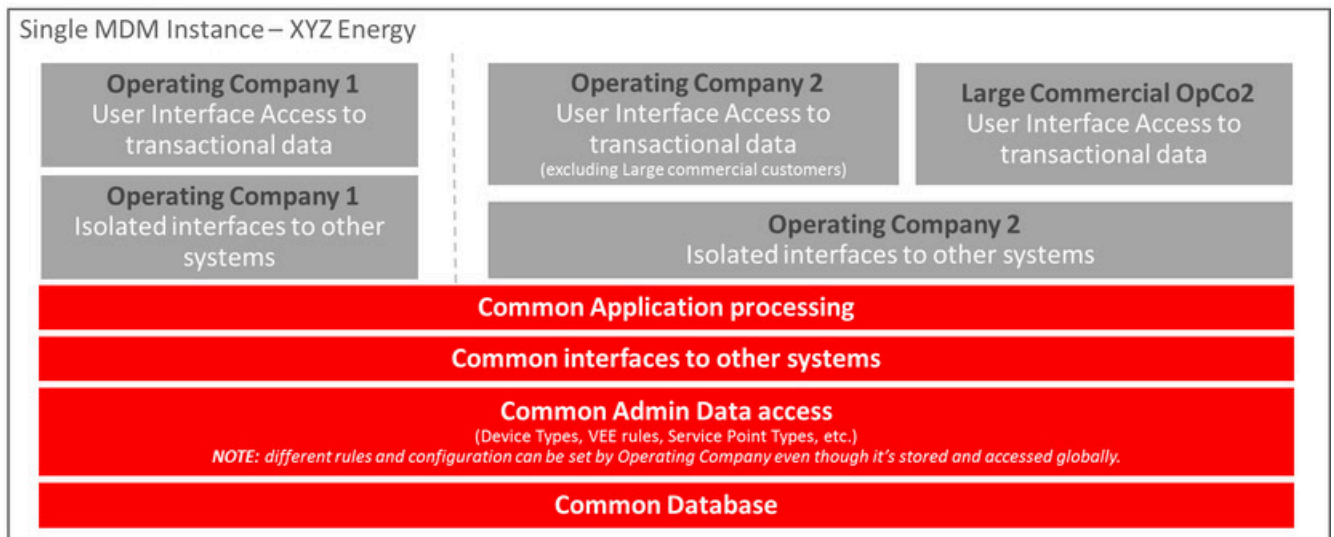 Single MDM Instance – XYZ Energy
Operating Company 1
User Interface Access to
transactional data
Operating Company 1
Isolated interfaces to other
systems
Operating Company 2
User Interface Access to
transactional data
(excluding Large commercial customers)
Large Commercial OpCo2
User Interface Access to
transactional data
Operating Company 2
Isolated interfaces to other systems
Common Application processing
Common interfaces to other systems
Common Admin Data access
(Device Types, VEE rules, Service Point Types, etc.)
NOTE: different rules and configuration can be set by Operating Company even though it's stored and accessed globally.
Common Database